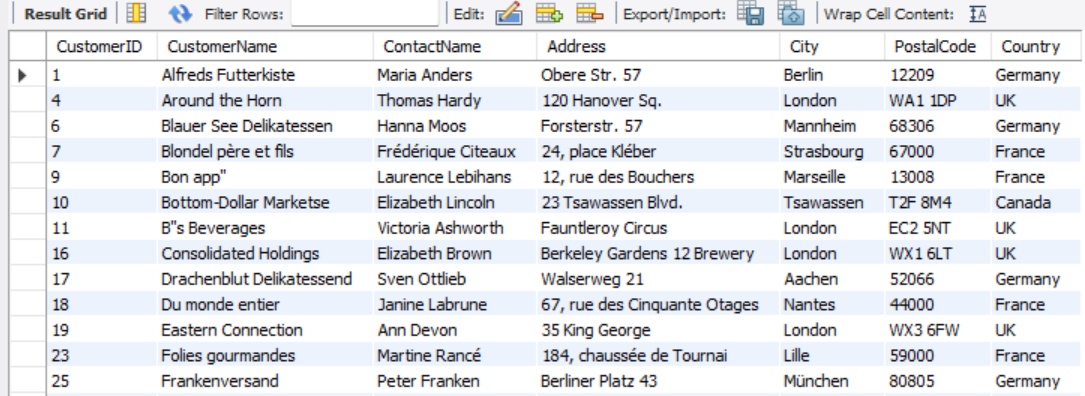 Result Grid Filter Rows: Edit: Export/Import: Wrap Cell Content: IA
CustomerID CustomerName ContactName Address City PostalCode Country
1 Alfreds Futterkiste Maria Anders Obere Str. 57 Berlin 12209 Germany
4 Around the Horn Thomas Hardy 120 Hanover Sq. London WA1 1DP UK
6 Blauer See Delikatessen Hanna Moos Forsterstr. 57 Mannheim 68306 Germany
7 Blondel père et fils Frédérique Citeaux 24, place Kléber Strasbourg 67000 France
9 Bon app" Laurence Lebihans 12, rue des Bouchers Marseille 13008 France
10 Bottom-Dollar Marketse Elizabeth Lincoln 23 Tsawassen Blvd. Tsawassen T2F 8M4 Canada
11 B"s Beverages Victoria Ashworth Fauntleroy Circus London EC2 5NT UK
16 Consolidated Holdings Elizabeth Brown Berkeley Gardens 12 Brewery London WX1 6LT UK
17 Drachenblut Delikatessend Sven Ottlieb Walserweg 21 Aachen 52066 Germany
18 Du monde entier Janine Labrune 67, rue des Cinquante Otages Nantes 44000 France
19 Eastern Connection Ann Devon 35 King George London WX3 6FW UK
23 Folies gourmandes Martine Rancé 184, chaussée de Tournai Lille 59000 France
25 Frankenversand Peter Franken Berliner Platz 43 München 80805 Germany